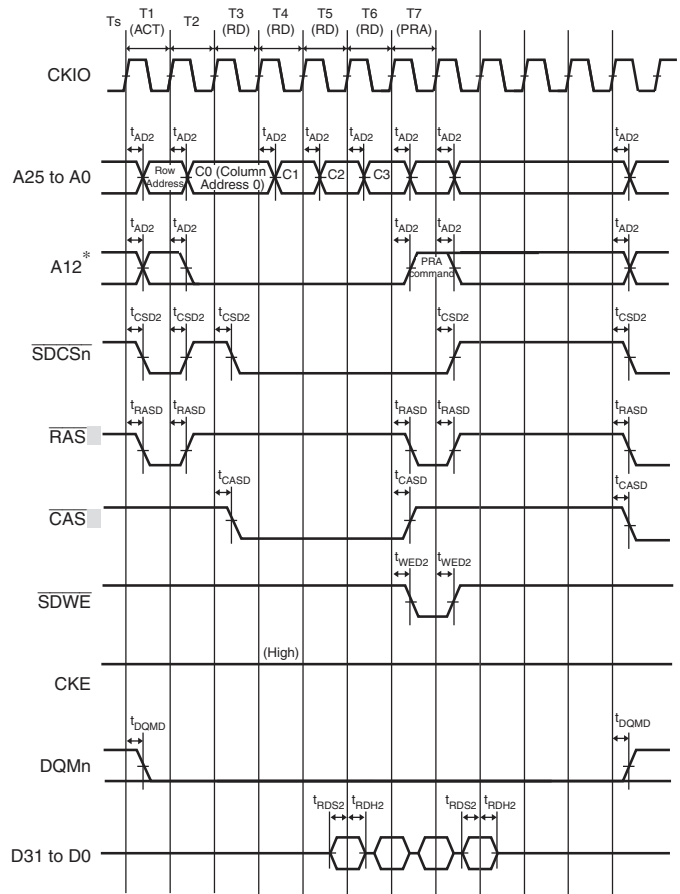 Ts T1 T2 T3 T4 T5 T6 T7
(ACT) (RD) (RD) (RD) (RD) (PRA)
CKIO
tAD2 tAD2 tAD2 tAD2 tAD2 tAD2 tAD2 tAD2
A25 to A0 Row Address C0 (Column Address 0) C1 C2 C3
tAD2 tAD2 tAD2 tAD2 tAD2
A12* PRA command
tCSD2 tCSD2 tCSD2 tCSD2 tCSD2
SDCSn
tRASD tRASD tRASD tRASD tRASD
RAS
tCASD tCASD tCASD
CAS
tWED2 tWED2
SDWE
(High)
CKE
tDQMD tDQMD
DQMn
tRDS2 tRDH2 tRDS2 tRDH2
D31 to D0